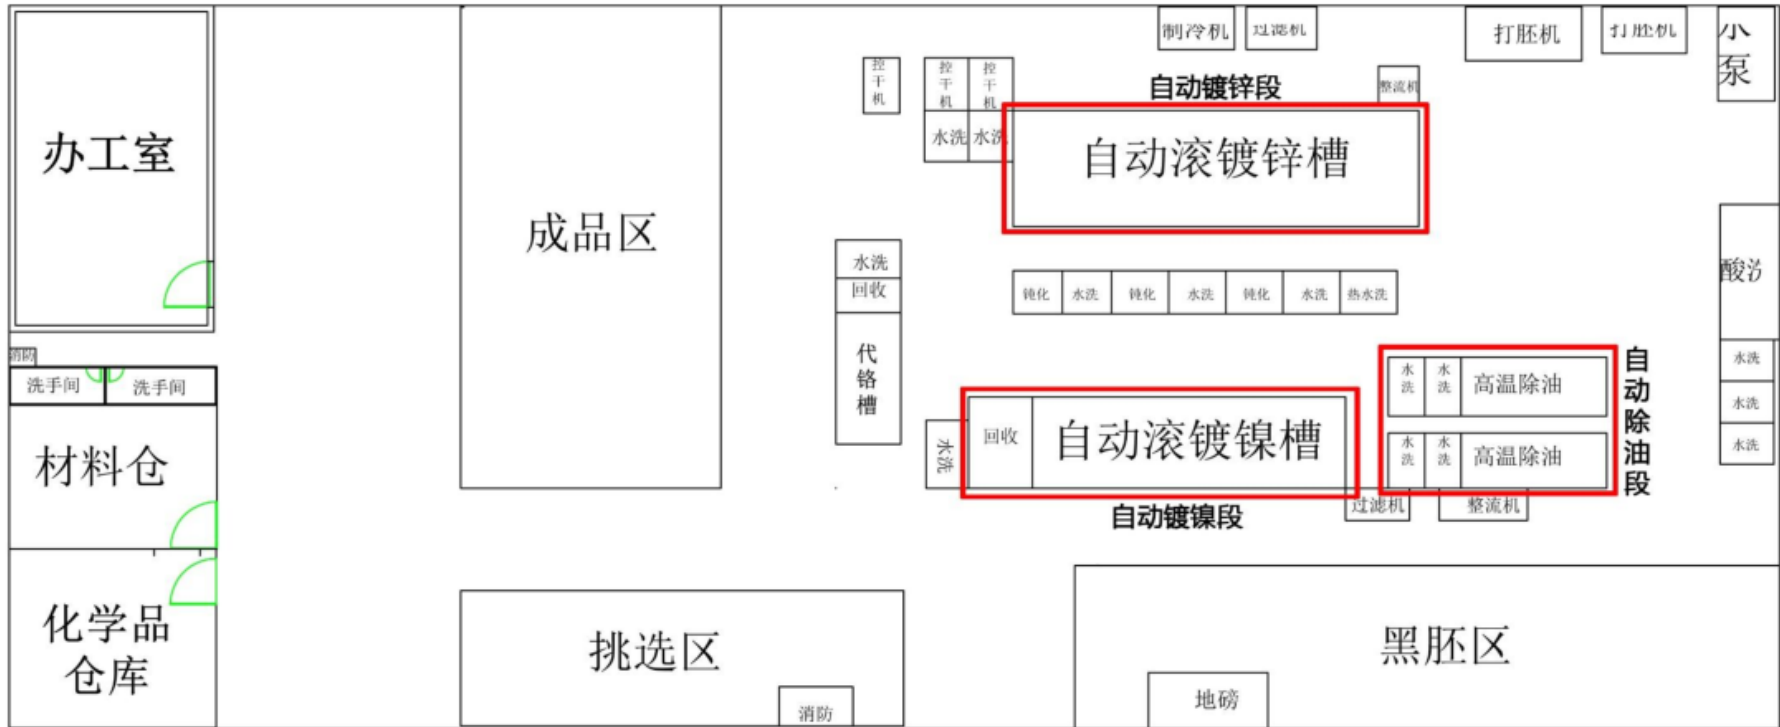 制冷机
过滤机
打胚机
打胚机
水泵
控干机
控干机
控干机
自动镀锌段
整流机
水洗
水洗
自动滚镀锌槽
办工室
成品区
水洗
回收
代铬槽
钝化
水洗
钝化
水洗
钝化
水洗
热水洗
酸洗
消防
洗手间
洗手间
水洗
水洗
高温除油
自动除油段
水洗
水洗
水洗
材料仓
水洗
回收
自动滚镀镍槽
水洗
水洗
高温除油
自动镀镍段
过滤机
整流机
化学品
仓库
挑选区
消防
黑胚区
地磅